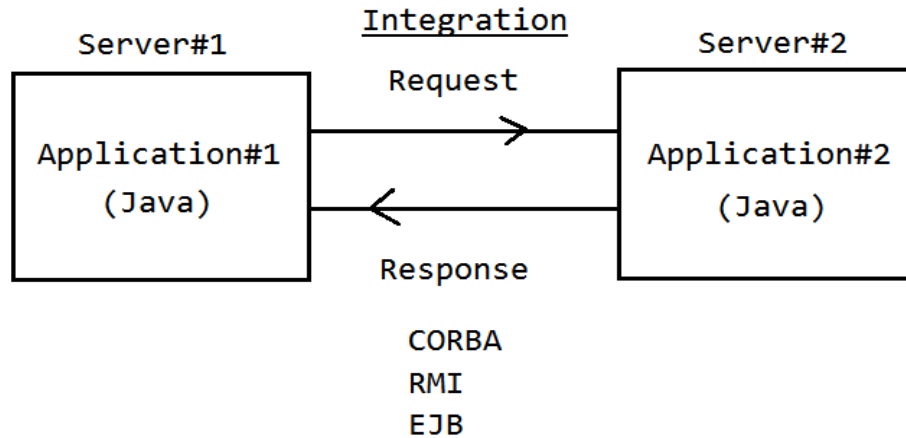 Integration
Server#1
Server#2
Request
Application#1
(Java)
Application#2
(Java)
Response
CORBA
RMI
EJB